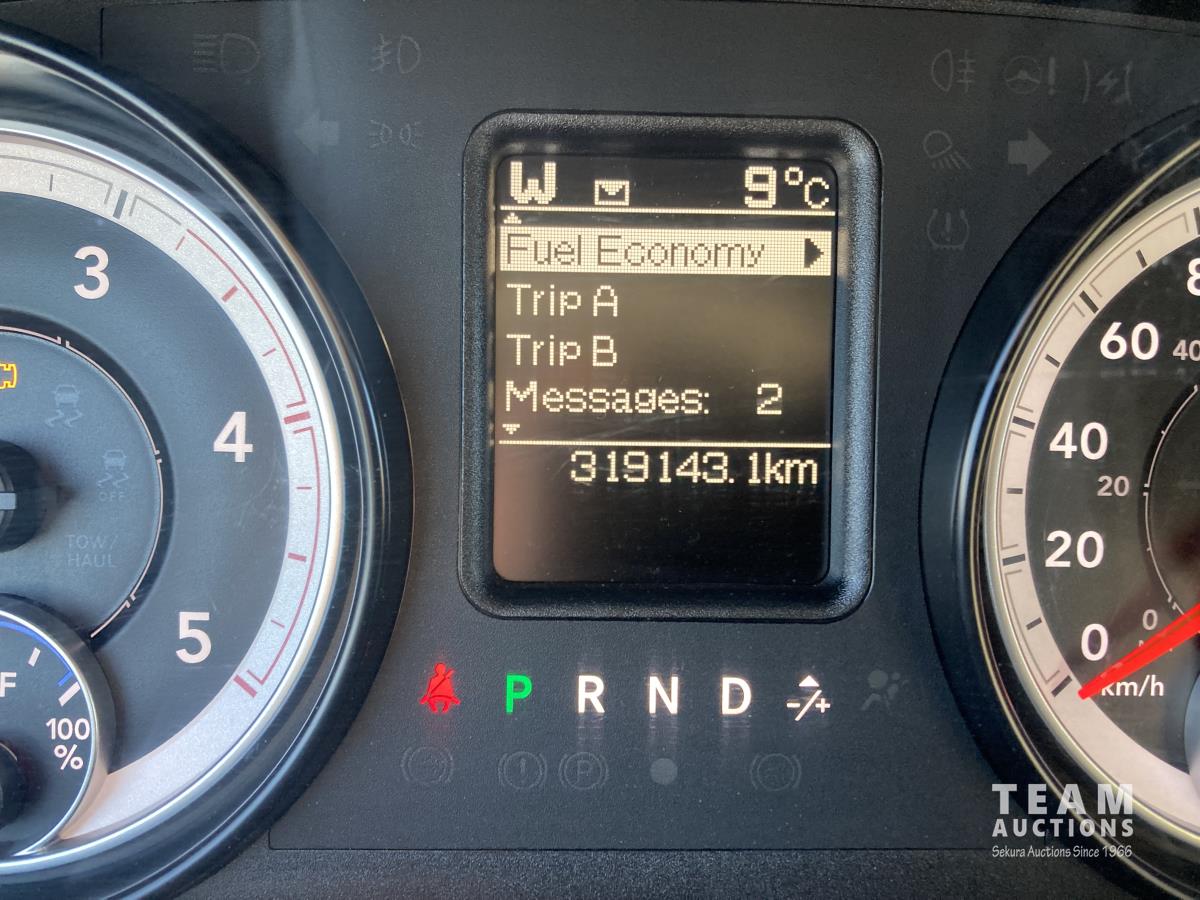 W 9°C
Fuel Economy
Trip A
Trip B
Messages: 2
319143.1km
3
4
5
OFF
TOW/
HAUL
F
100
%
P R N D -/+
P
8
60
40
40
20
20
0
0
km/h
TEAM
AUCTIONS
Sekura Auctions Since 1966